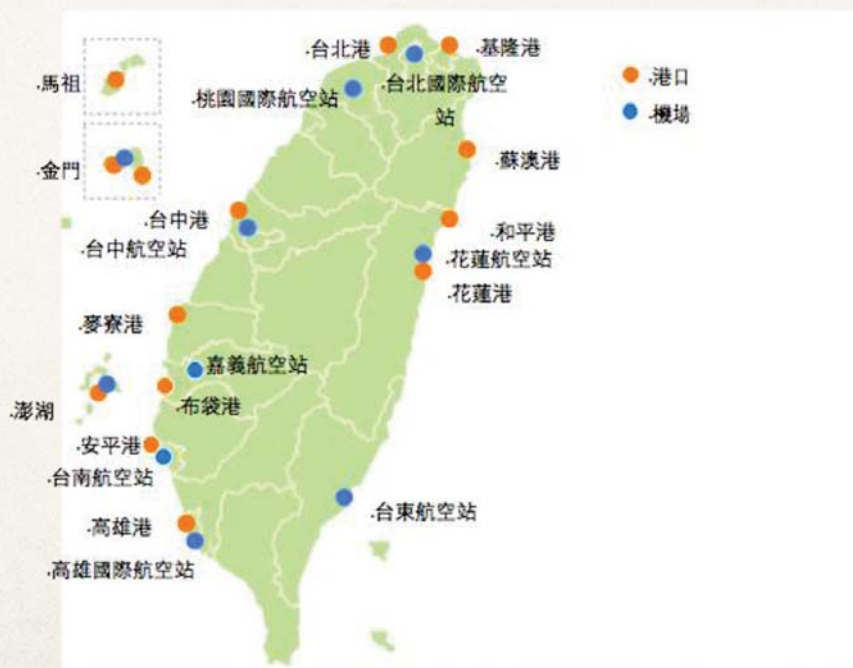 .台北港
.基隆港
.港口
.馬祖
.台北國際航空
站
.桃園國際航空站
.機場
.金門
.蘇澳港
.台中港
.和平港
.台中航空站
.花蓮航空站
.花蓮港
.麥寮港
.嘉義航空站
.布袋港
.澎湖
.安平港
.台南航空站
.台東航空站
.高雄港
.高雄國際航空站